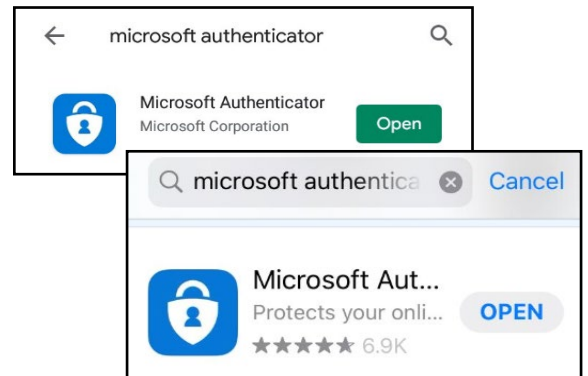 microsoft authenticator
Microsoft Authenticator
Microsoft Corporation
Open
microsoft authentica
Cancel
Microsoft Aut...
Protects your onli...
OPEN
6.9K